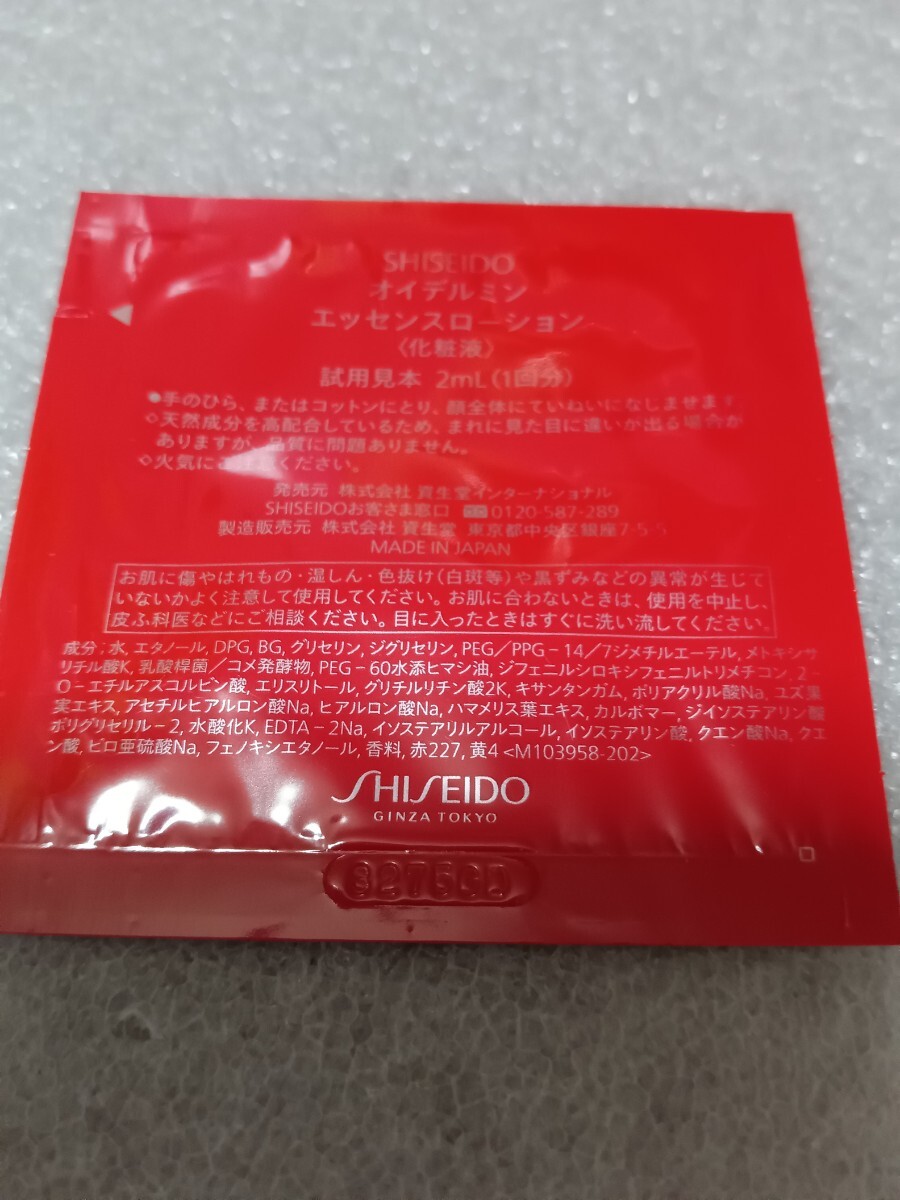 SHISEIDO
オイデルミン
エッセンスローション
〈化粧液〉
試用見本 2mL(1回分)
●手のひら、またはコットンにとり、顔全体にていねいになじませます
◇天然成分を高配合しているため、まれに見た目に違いが出る場合が
ありますが、品質に問題ありません。
◇火気にご ください。
発売元 株式会社 資生堂インターナショナル
SHISEIDOお客さま窓口 0120-587-289
製造販売元 株式会社 資生堂 東京都中央区銀座7-5-5
MADE IN JAPAN
お肌に傷やはれもの・湿しん・色抜け(白斑等)や黒ずみなどの異常が生じて
いないかよく注意して使用してください。お肌に合わないときは、使用を中止し、
皮ふ科医などにご相談ください。目に入ったときはすぐに洗い流してください。
成分:水, エタノール, DPG, BG, グリセリン, ジグリセリン, PEG/PPG-14/7ジメチルエーテル, メトキシサ
リチル酸K, 乳酸桿菌/コメ発酵物, PEG-60水添ヒマシ油, ジフェニルシロキシフェニルトリメチコン, 2-
O-エチルアスコルビン酸, エリスリトール, グリチルリチン酸2K, キサンタンガム, ポリアクリル酸Na, ユズ果
実エキス, アセチルヒアルロン酸Na, ヒアルロン酸Na, ハマメリス葉エキス, カルボマー, ジイソステアリン酸
ポリグリセリル-2, 水酸化K, EDTA-2Na, イソステアリルアルコール, イソステアリン酸, クエン酸Na, クエ
ン酸, ピロ亜硫酸Na, フェノキシエタノール, 香料, 赤227, 黄4 <M103958-202>
SHISEIDO
GINZA TOKYO